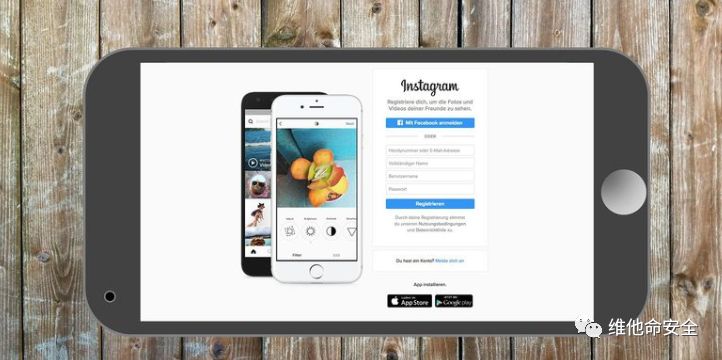 Instagram
Registriere dich, um die Fotos und
Videos deiner Freunde zu sehen.
Mit Facebook anmelden
ODER
Handynummer oder E-Mail-Adresse
Vollständiger Name
Benutzername
Passwort
Registrieren
Durch deine Registrierung stimmst
du unseren Nutzungsbedingungen
und Datenrichtlinie zu.
Du hast ein Konto? Melde dich an
App installieren.
App Store
Google play
Filter
维他命安全